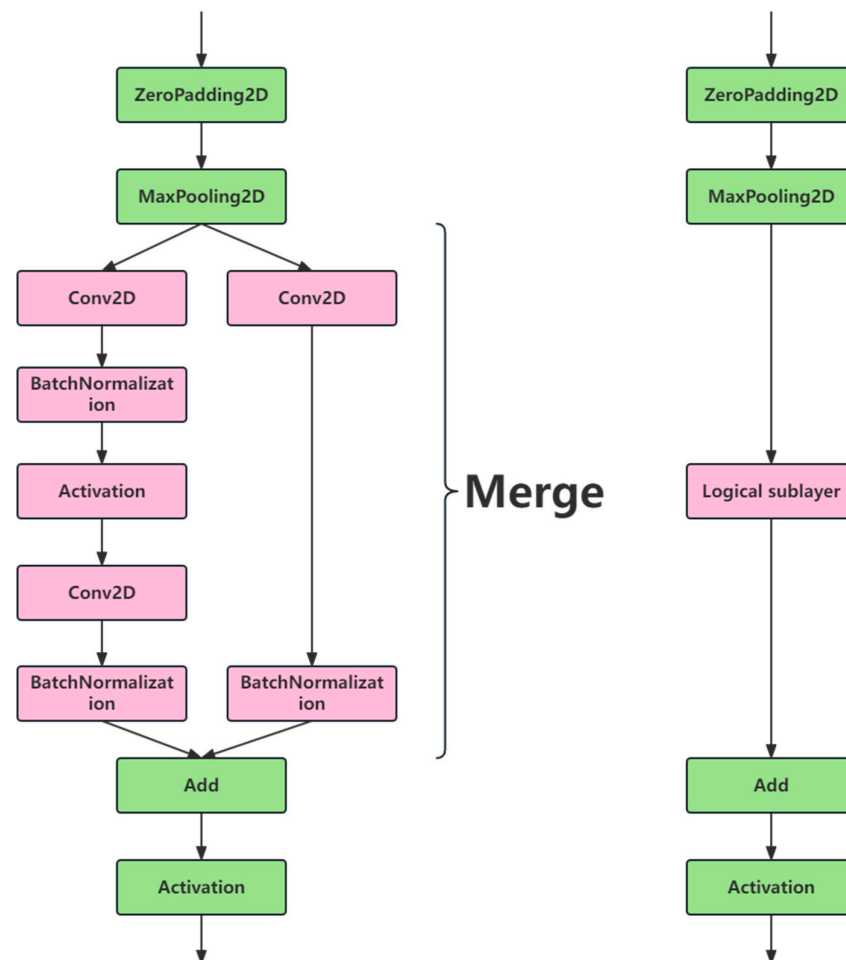 ZeroPadding2D
MaxPooling2D
Conv2D
Conv2D
BatchNormalizat
ion
Activation
Conv2D
BatchNormalizat
ion
BatchNormalizat
ion
Add
Activation
Merge
ZeroPadding2D
MaxPooling2D
Logical sublayer
Add
Activation